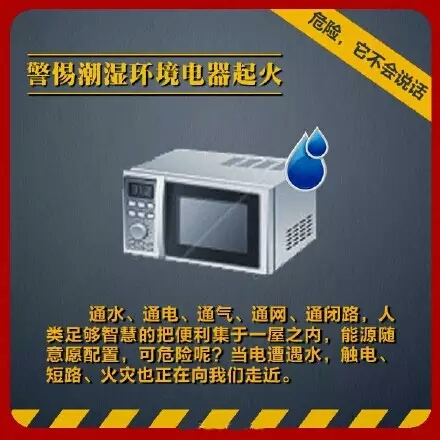 危险，它不会说话
警惕潮湿环境电器起火
通水、通电、通气、通网、通闭路，人
类足够智慧的把便利集于一屋之内，能源随
意愿配置，可危险呢？当电遭遇水，触电、
短路、火灾也正在向我们走近。